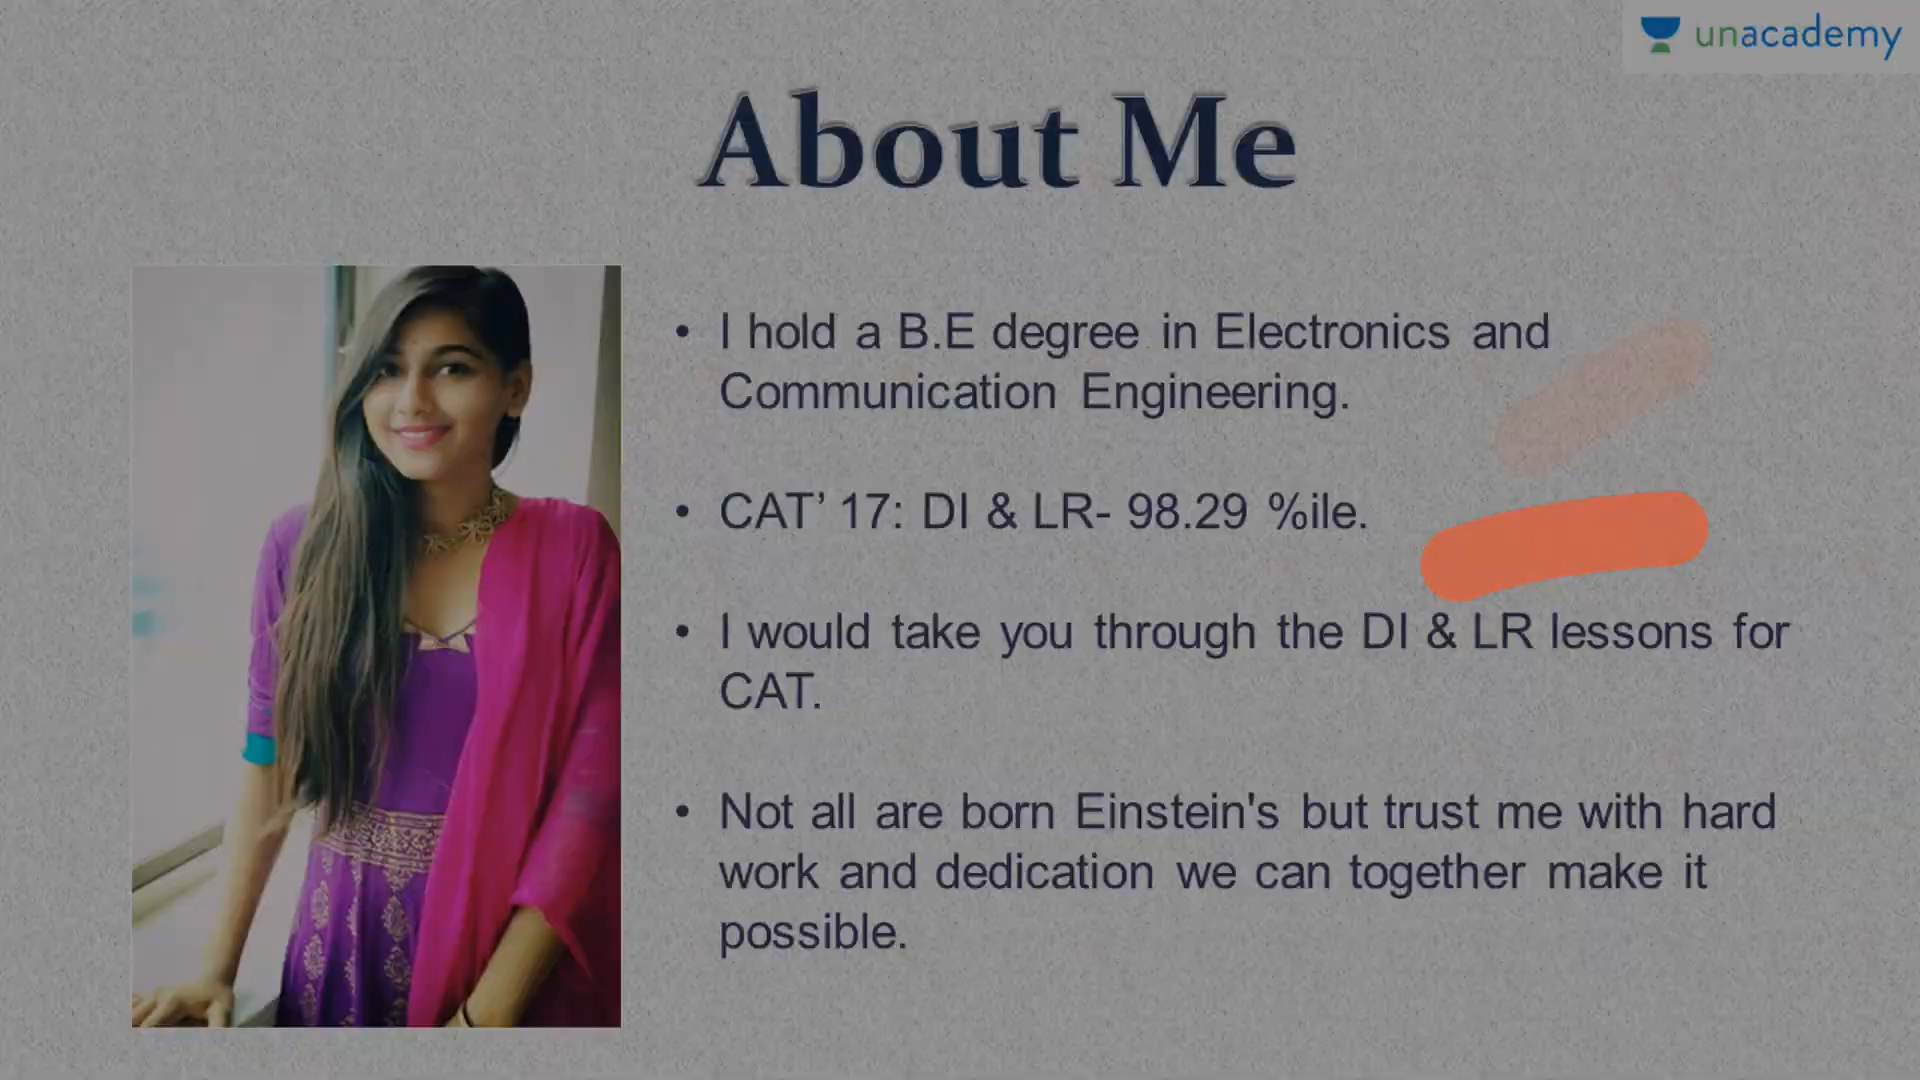 unacademy
About Me
• I hold a B.E degree in Electronics and
Communication Engineering.
• CAT’ 17: DI & LR- 98.29 %ile.
• I would take you through the DI & LR lessons for
CAT.
• Not all are born Einstein's but trust me with hard
work and dedication we can together make it
possible.